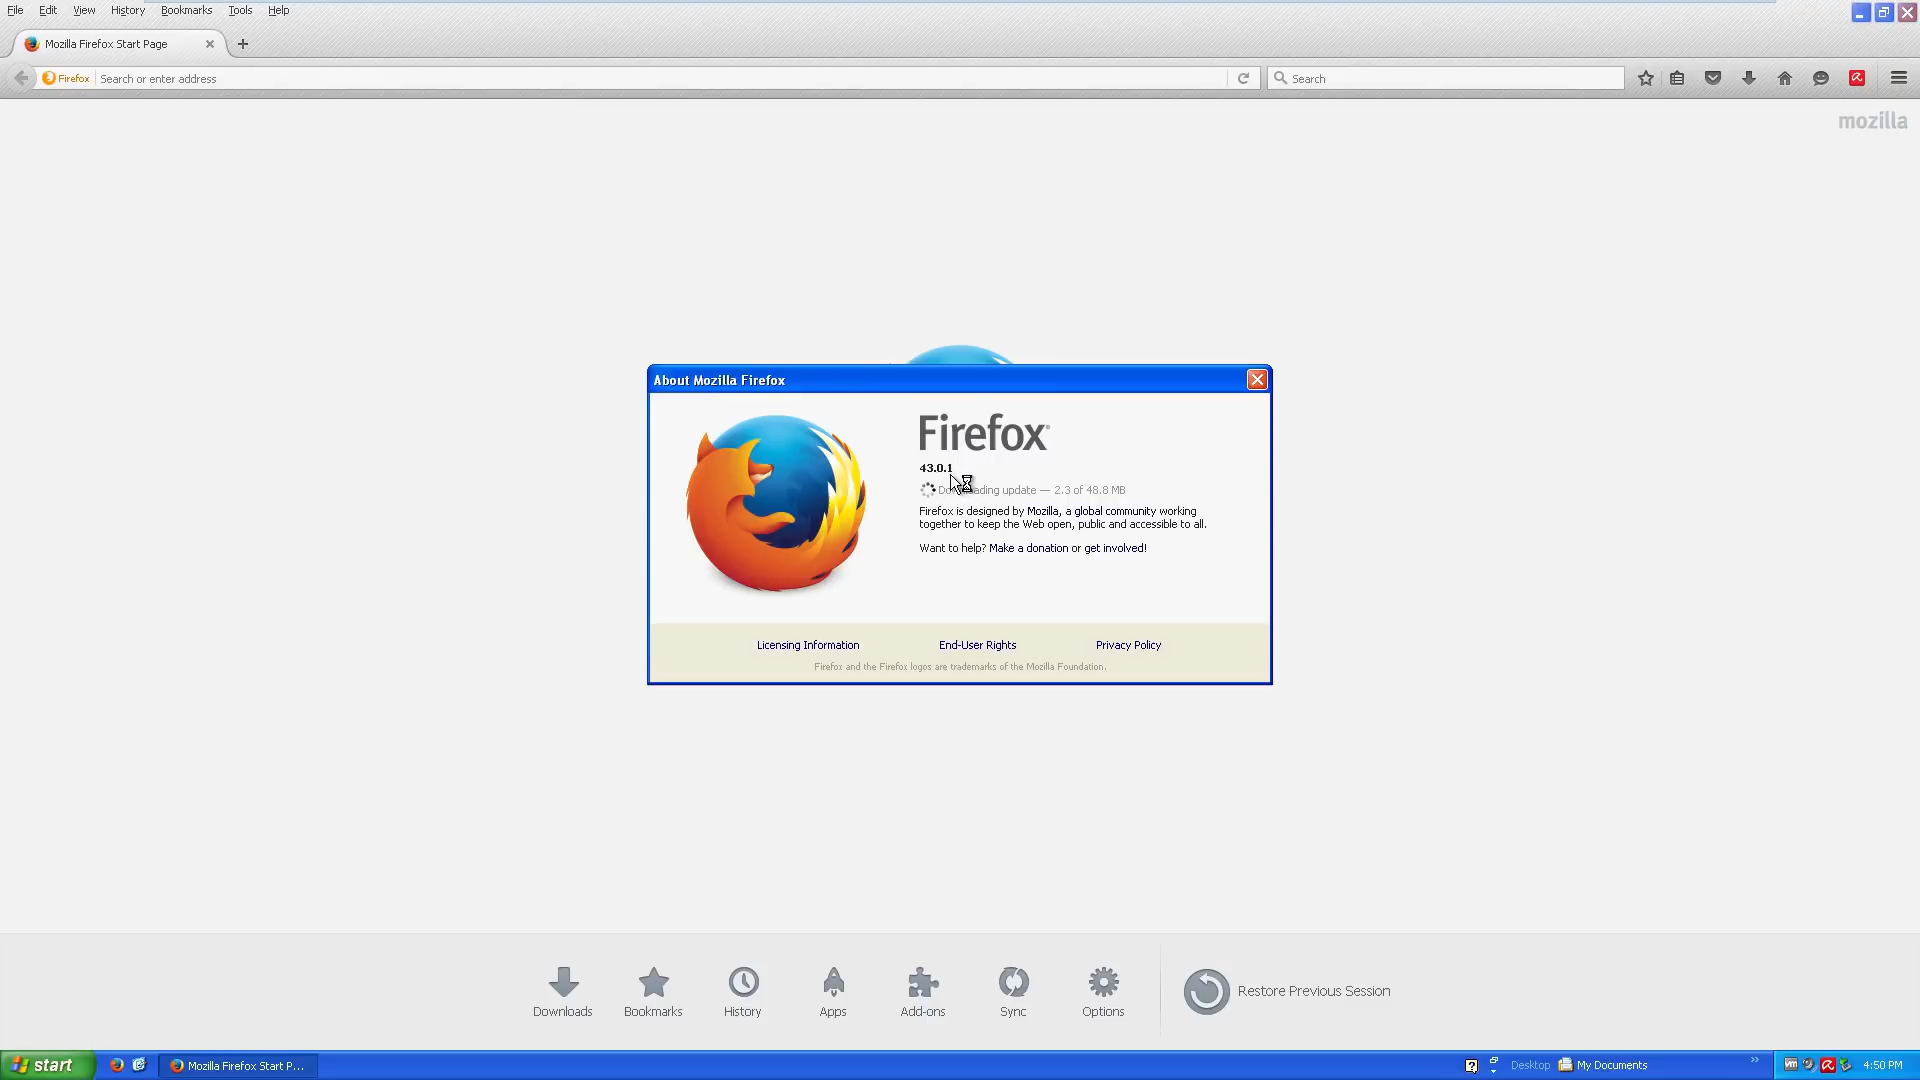 File Edit View History Bookmarks Tools Help
Mozilla Firefox Start Page
Firefox Search or enter address
Search
mozilla
About Mozilla Firefox
Firefox
43.0.1
update — 2.3 of 48.8 MB
Firefox is designed by Mozilla, a global community working
together to keep the Web open, public and accessible to all.
Want to help? Make a donation or get involved!
Licensing Information End-User Rights Privacy Policy
Firefox and the Firefox logos are trademarks of the Mozilla Foundation.
Downloads Bookmarks History Apps Add-ons Sync Options Restore Previous Session
start Mozilla Firefox Start P... Desktop My Documents 4:50 PM